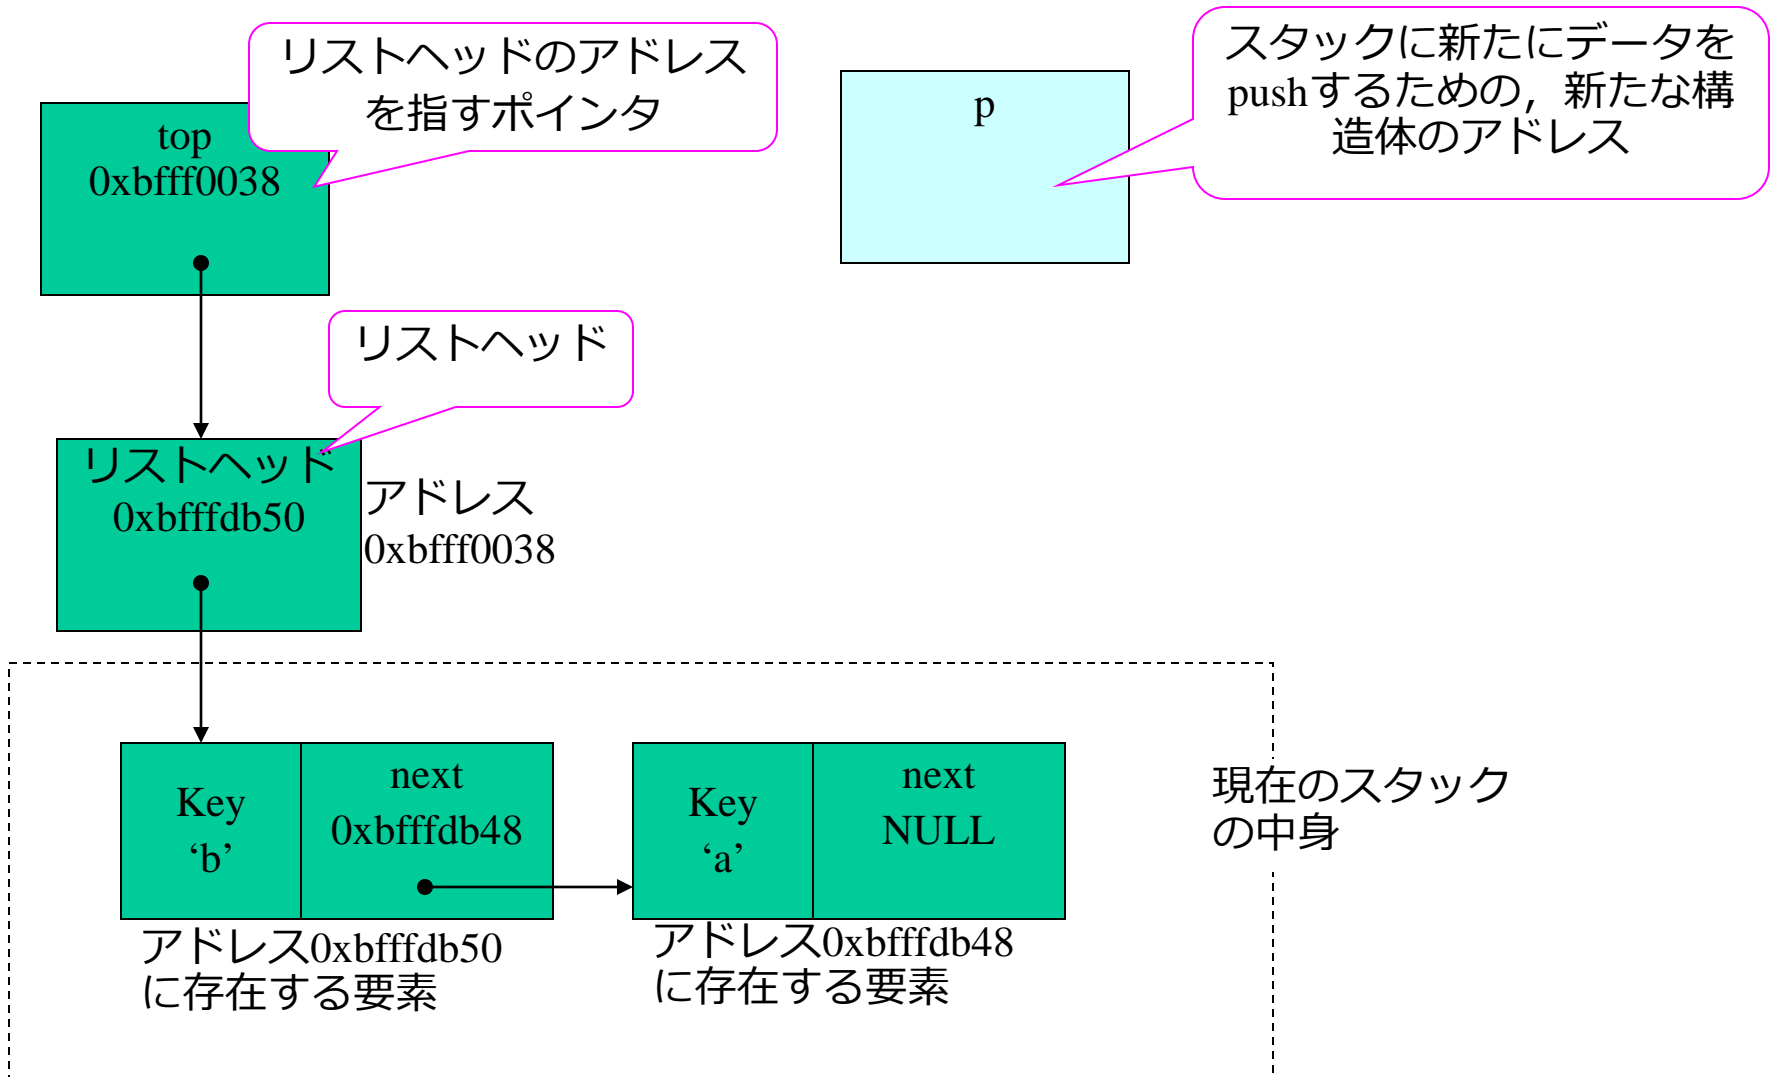 リストヘッドのアドレス
を指すポインタ
スタックに新たにデータを
pushするための，新たな構
造体のアドレス
top
0xbfff0038
p
リストヘッド
リストヘッド
0xbfffdb50
アドレス
0xbfff0038
Key
‘b’
next
0xbfffdb48
Key
‘a’
next
NULL
現在のスタック
の中身
アドレス0xbfffdb50
に存在する要素
アドレス0xbfffdb48
に存在する要素